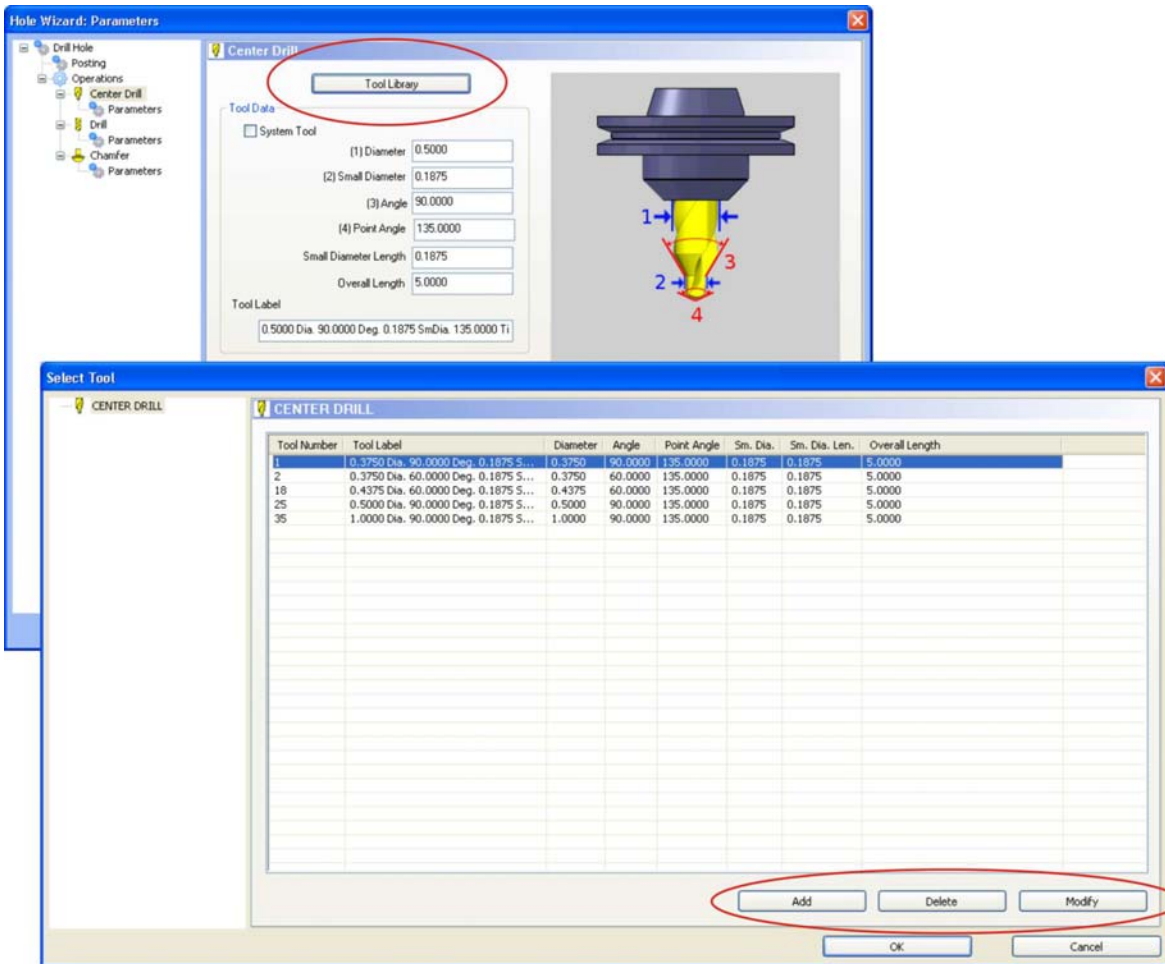 Hole Wizard: Parameters
Drill Hole
Posting
Operations
Center Drill
Parameters
Drill
Parameters
Chamfer
Parameters
Center Drill
Tool Library
Tool Data
System Tool
(1) Diameter 0.5000
(2) Small Diameter 0.1875
(3) Angle 90.0000
(4) Point Angle 135.0000
Small Diameter Length 0.1875
Overall Length 5.0000
Tool Label
0.5000 Dia. 90.0000 Deg. 0.1875 SmDia. 135.0000 Ti
1
3
2
4
Select Tool
CENTER DRILL
CENTER DRILL
Tool Number Tool Label Diameter Angle Point Angle Sm. Dia. Sm. Dia. Len. Overall Length
1 0.3750 Dia. 90.0000 Deg. 0.1875 S... 0.3750 90.0000 135.0000 0.1875 0.1875 5.0000
2 0.3750 Dia. 60.0000 Deg. 0.1875 S... 0.3750 60.0000 135.0000 0.1875 0.1875 5.0000
18 0.4375 Dia. 60.0000 Deg. 0.1875 S... 0.4375 60.0000 135.0000 0.1875 0.1875 5.0000
25 0.5000 Dia. 90.0000 Deg. 0.1875 S... 0.5000 90.0000 135.0000 0.1875 0.1875 5.0000
35 1.0000 Dia. 90.0000 Deg. 0.1875 S... 1.0000 90.0000 135.0000 0.1875 0.1875 5.0000
Add Delete Modify
OK Cancel